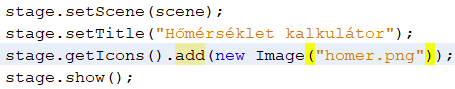 stage.setScene(scene);
stage.setTitle("Hőmérséklet kalkulátor");
stage.getIcons().add(new Image("homer.png"));
stage.show();